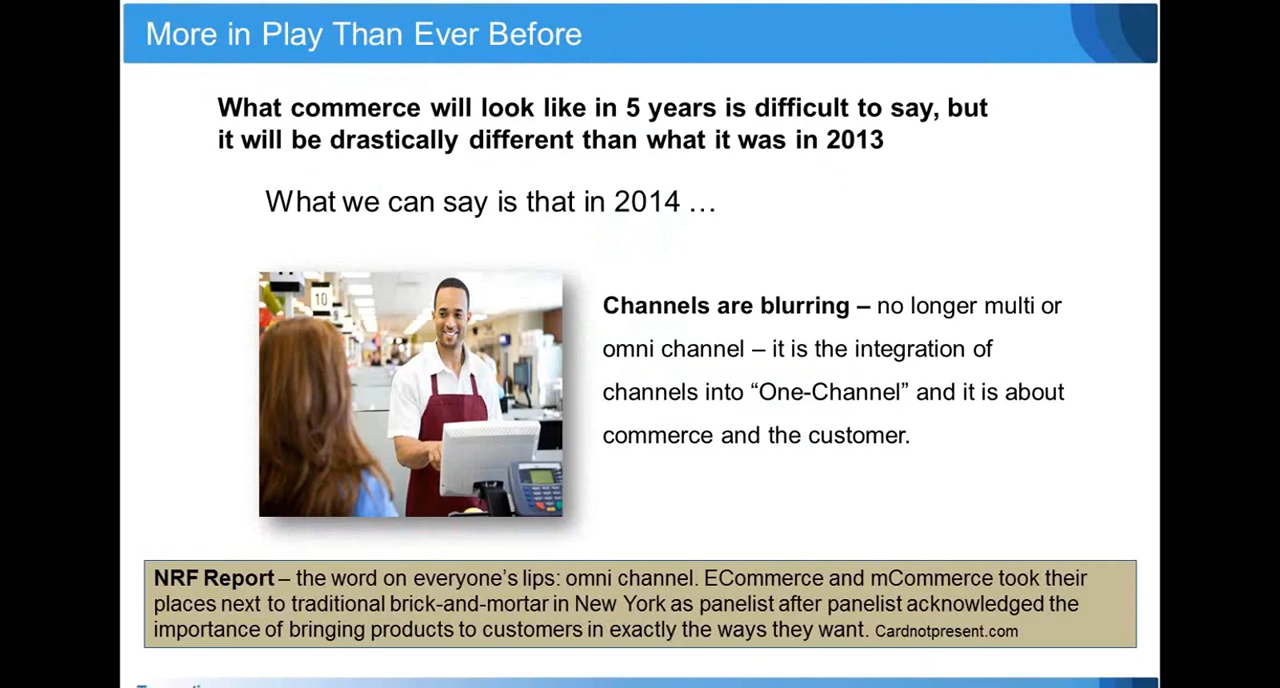 More in Play Than Ever Before
What commerce will look like in 5 years is difficult to say, but
it will be drastically different than what it was in 2013
What we can say is that in 2014 …
10
Channels are blurring – no longer multi or
omni channel – it is the integration of
channels into “One-Channel” and it is about
commerce and the customer.
NRF Report – the word on everyone’s lips: omni channel. ECommerce and mCommerce took their
places next to traditional brick-and-mortar in New York as panelist after panelist acknowledged the
importance of bringing products to customers in exactly the ways they want. Cardnotpresent.com